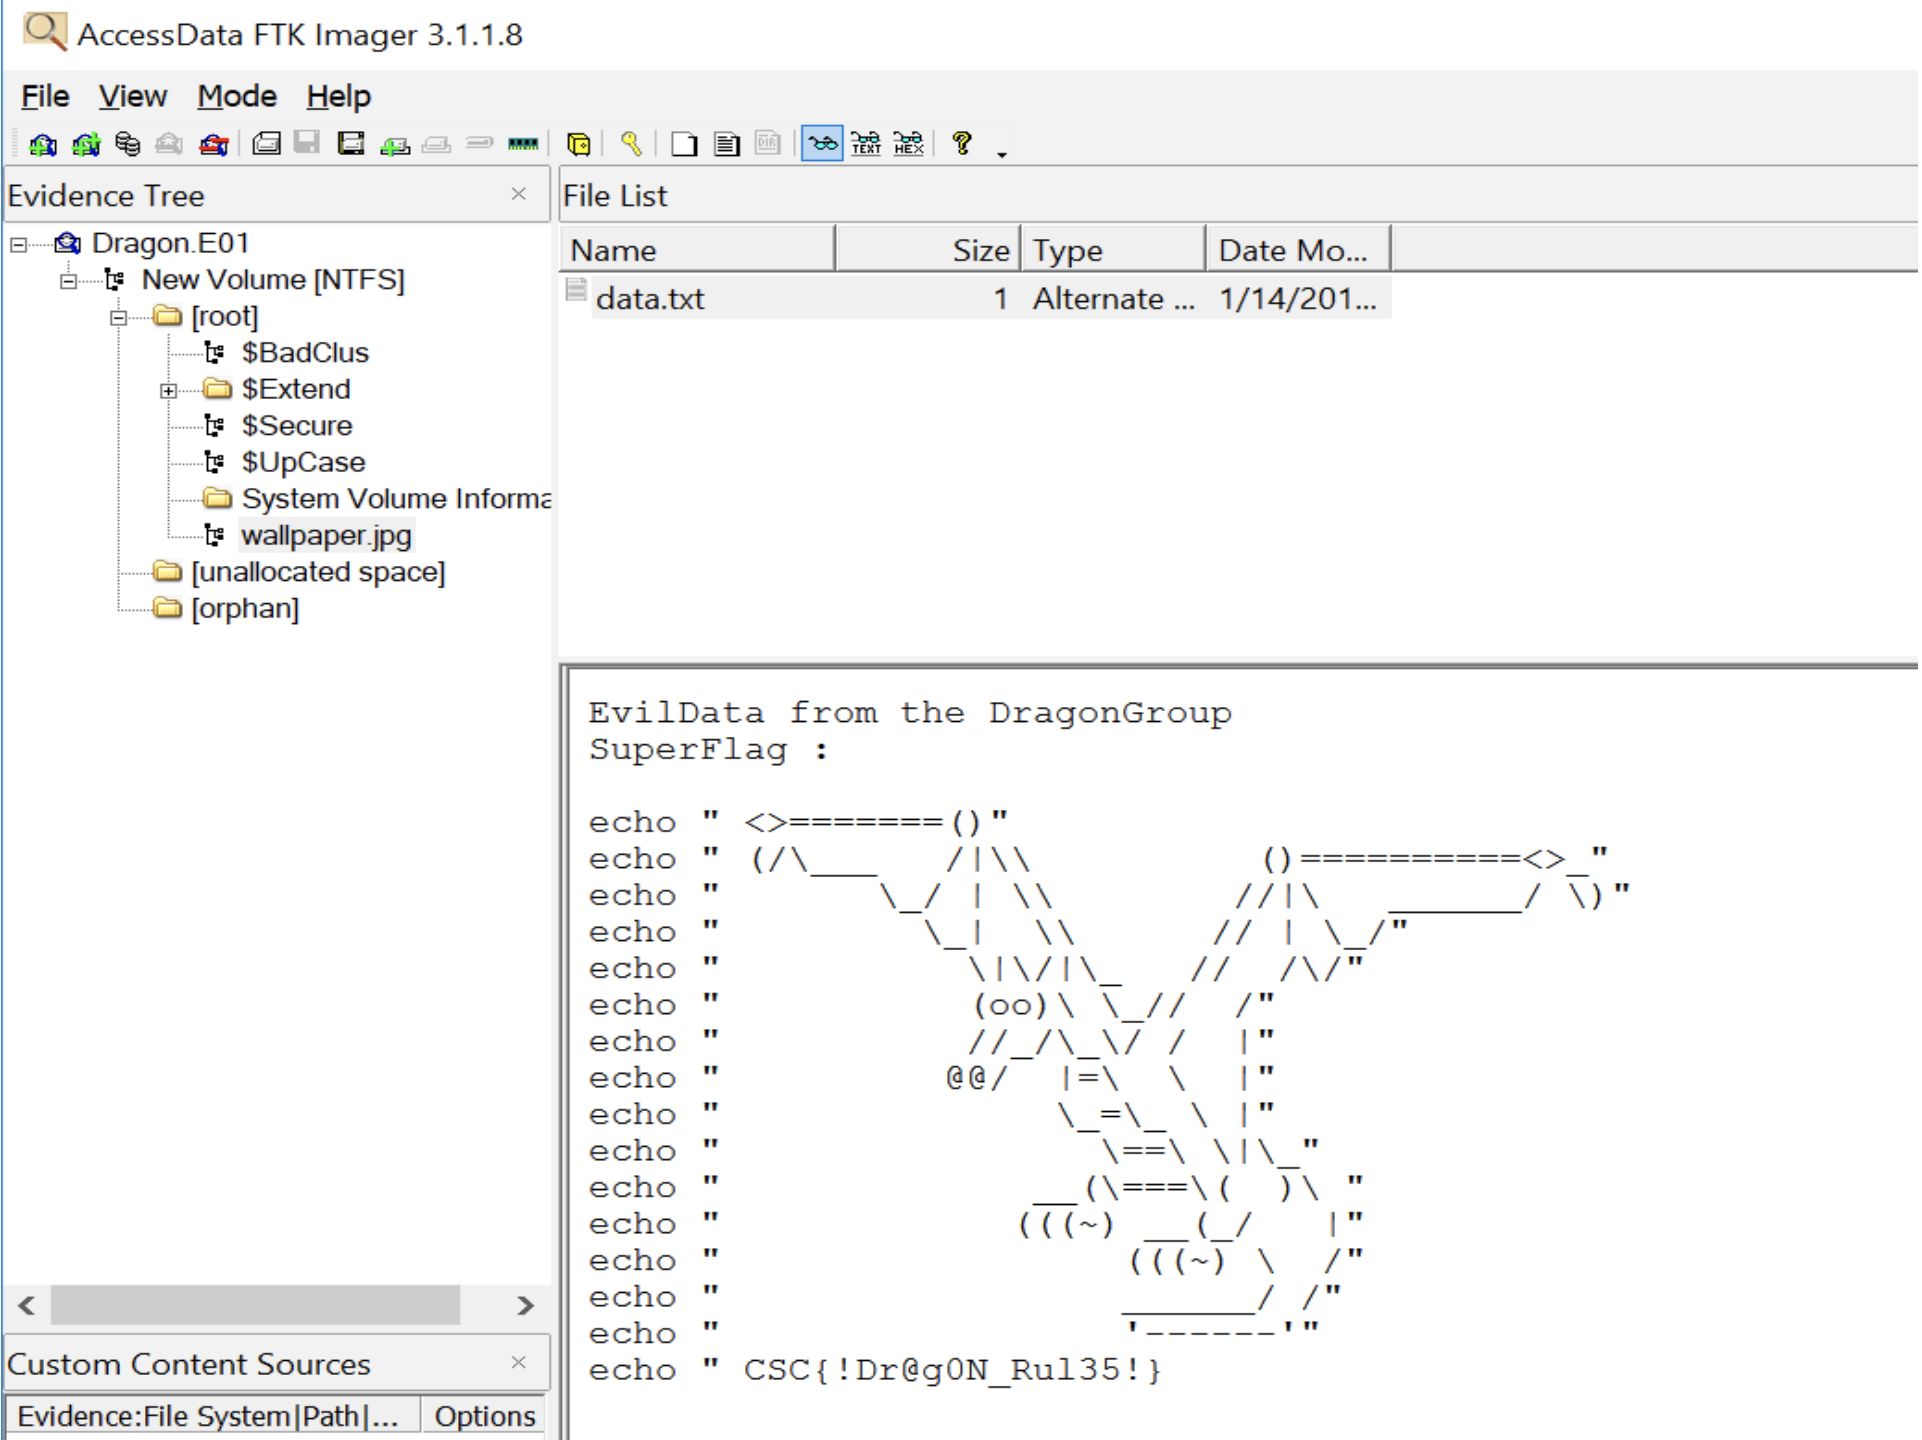 AccessData FTK Imager 3.1.1.8
File View Mode Help
TEXT HEX
Evidence Tree ×
Dragon.E01
New Volume [NTFS]
[root]
$BadClus
$Extend
$Secure
$UpCase
System Volume Informa
wallpaper.jpg
[unallocated space]
[orphan]
Custom Content Sources ×
Evidence:File System|Path|... Options
File List
Name Size Type Date Mo...
data.txt 1 Alternate ... 1/14/201...
EvilData from the DragonGroup
SuperFlag :
echo " <>=======()"
echo " (/\___     /|\\                ()==========<>_"
echo "           \_/ | \\            //|\     ______/ \)"
echo "              \_|   \\         // | \_/"
echo "                 \|\/|\_     //   /\/"
echo "                 (oo)\ \_//   /"
echo "                 //_/\_\/ /    |"
echo "               @@/   |=\   \   |"
echo "                       \_=\_ \  |"
echo "                          \==\ \|\_"
echo "                     __(\===\(   )\ "
echo "                    (((~) __(_/     |"
echo "                            (((~) \   /"
echo "                           ______/ /"
echo "                           '------'"
echo " CSC{!Dr@g0N_Rul35!}